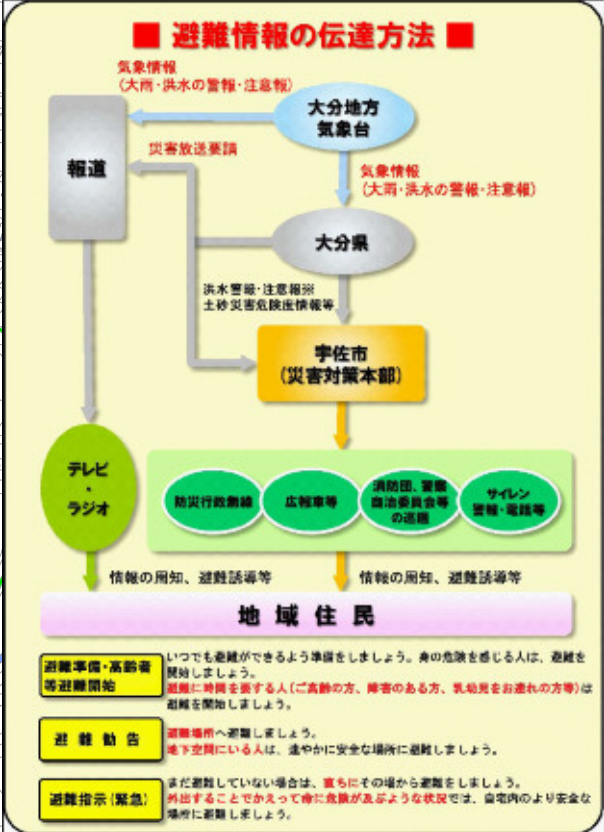 ■ 避難情報の伝達方法 ■
気象情報
(大雨・洪水の警報・注意報)
大分地方
気象台
報道
災害放送要請
気象情報
(大雨・洪水の警報・注意報)
大分県
洪水警報・注意報※
土砂災害危険度情報等
宇佐市
(災害対策本部)
テレビ
・
ラジオ
防災行政無線
広報車等
消防団、警察
自治委員会等
の巡回
サイレン
警報・電話等
情報の周知、避難誘導等
情報の周知、避難誘導等
地域住民
避難準備・高齢者
等避難開始
いつでも避難ができるよう準備をしましょう。身の危険を感じる人は、避難を
開始しましょう。
避難に時間を要する人(ご高齢の方、障害のある方、乳幼児をお連れの方等)は
避難を開始しましょう。
避難勧告
避難場所へ避難しましょう。
地下空間にいる人は、速やかに安全な場所に避難しましょう。
避難指示(緊急)
まだ避難していない場合は、直ちにその場から避難をしましょう。
外出することでかえって命に危険が及ぶような状況では、自宅内のより安全な
場所に避難しましょう。